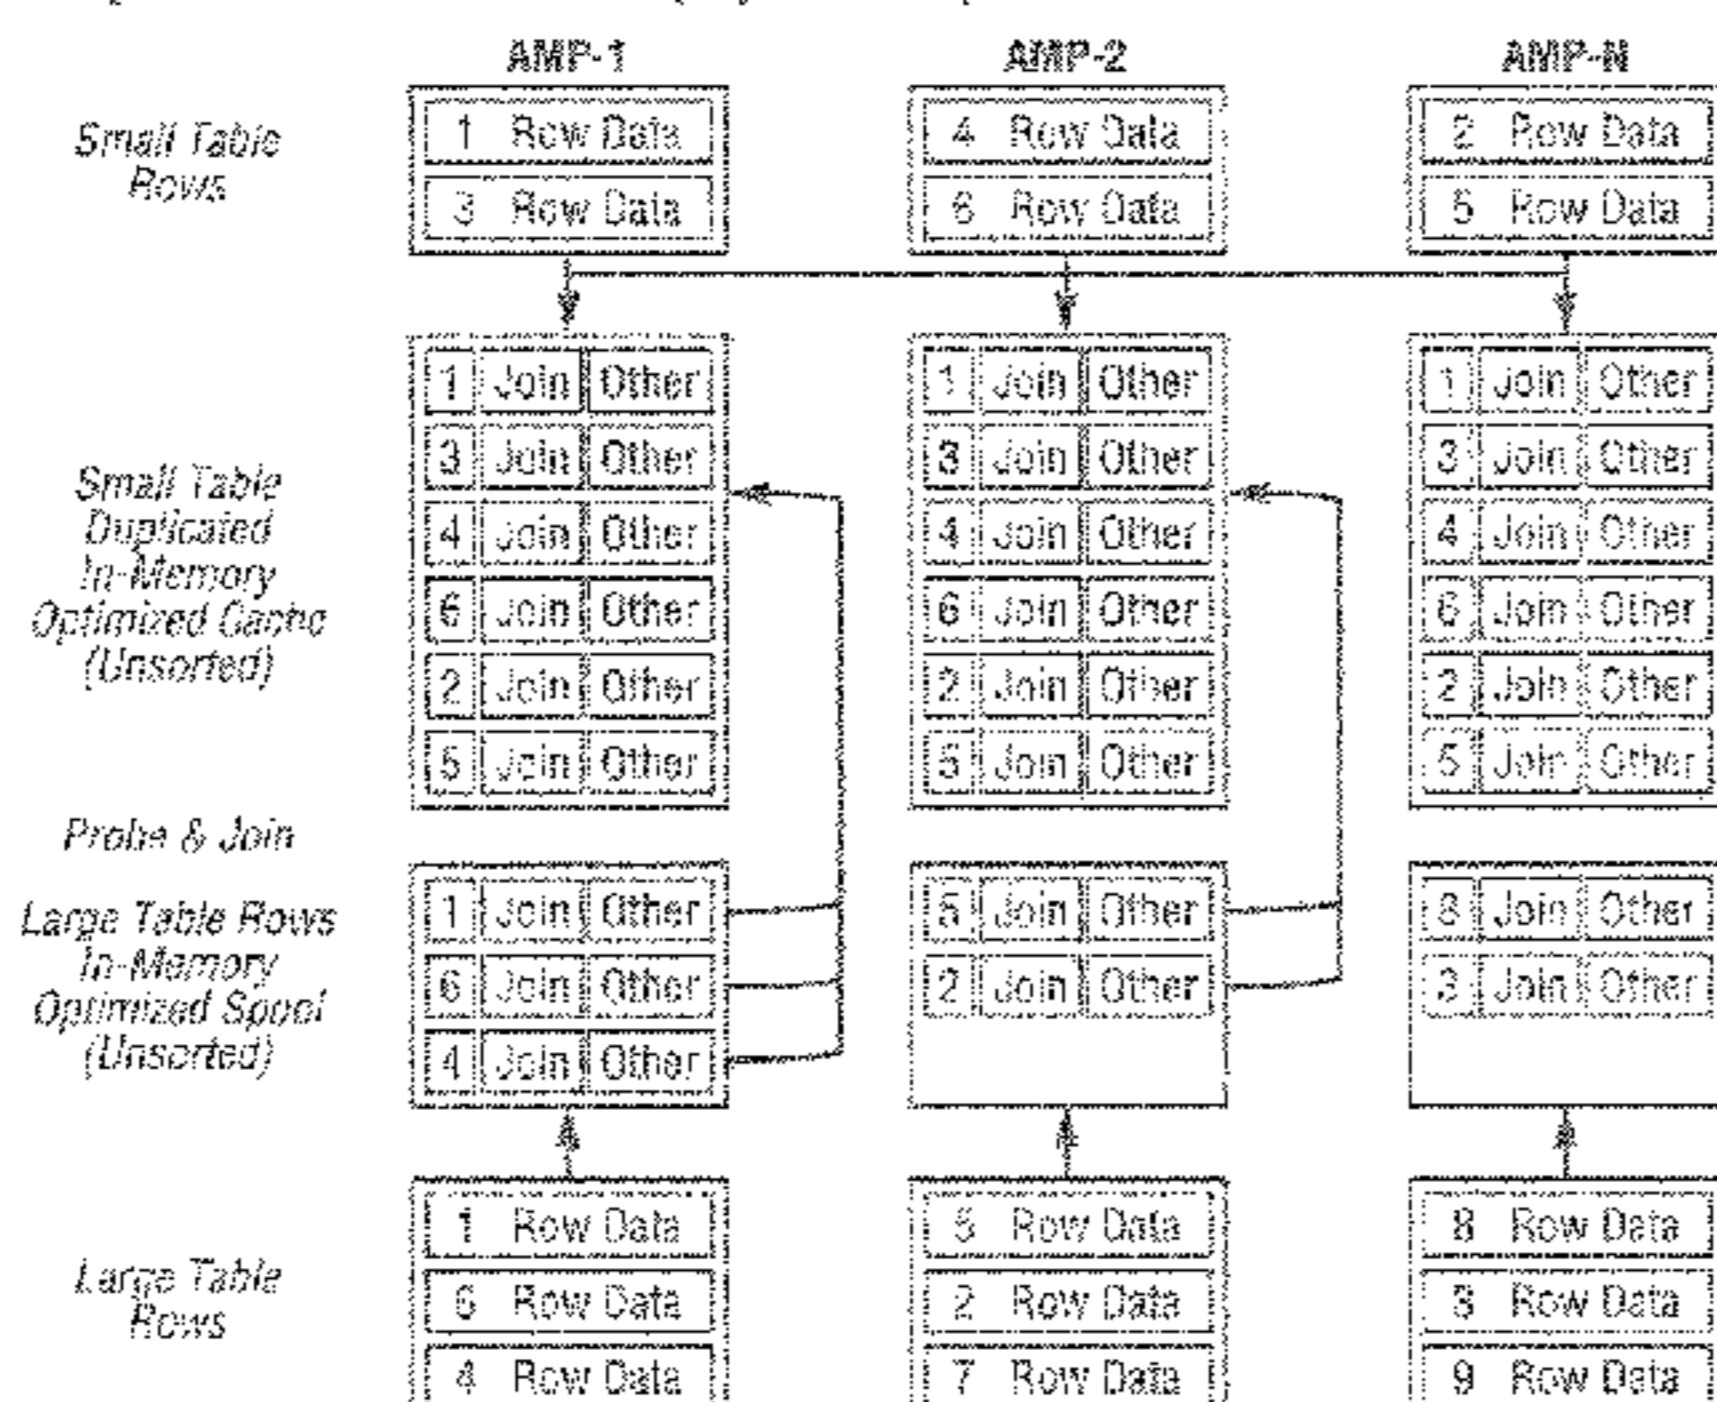 AMP-1 AMP-2 AMP-N
Small Table
Rows
1 Row Data 4 Row Data 2 Row Data
3 Row Data 6 Row Data 5 Row Data
Small Table
Duplicated
In-Memory
Optimized Cache
(Unsorted)
1 Join Other 1 Join Other 1 Join Other
3 Join Other 3 Join Other 3 Join Other
4 Join Other 4 Join Other 4 Join Other
6 Join Other 6 Join Other 6 Join Other
2 Join Other 2 Join Other 2 Join Other
5 Join Other 5 Join Other 5 Join Other
Probe & Join
Large Table Rows
In-Memory
Optimized Spool
(Unsorted)
1 Join Other 5 Join Other 8 Join Other
6 Join Other 2 Join Other 3 Join Other
4 Join Other
Large Table
Rows
1 Row Data 5 Row Data 8 Row Data
6 Row Data 2 Row Data 3 Row Data
4 Row Data 7 Row Data 9 Row Data